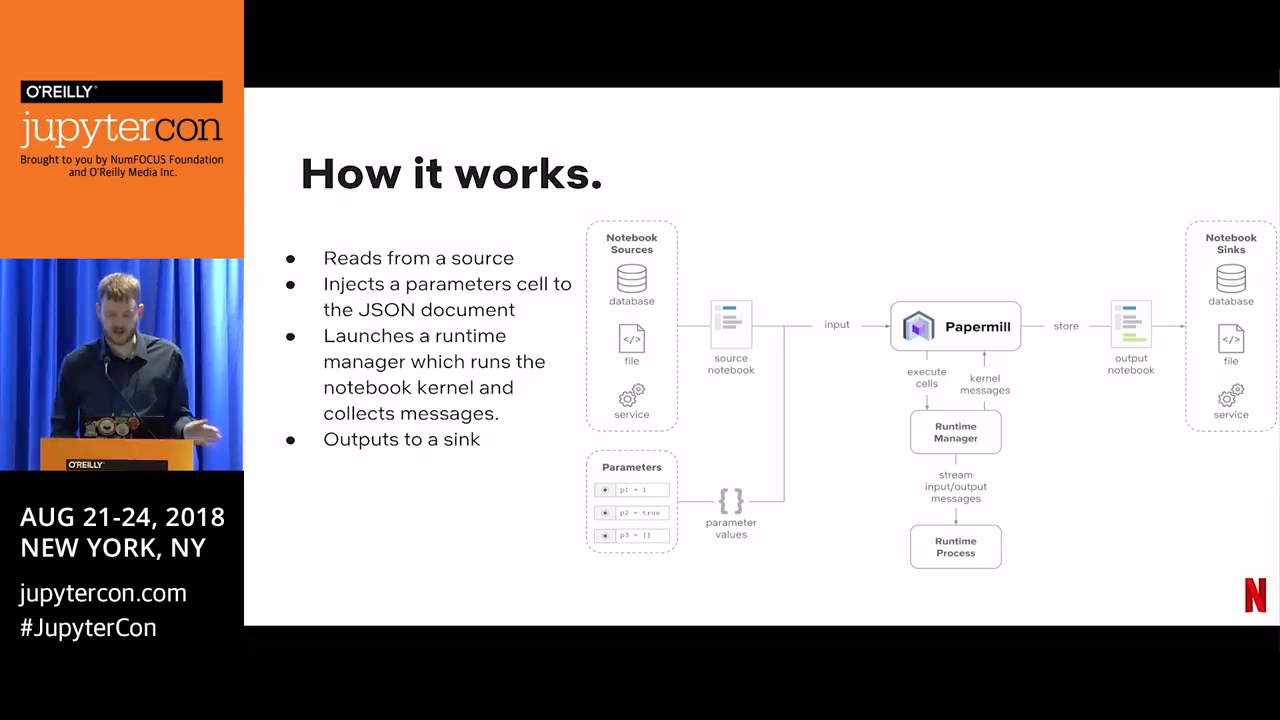 O'REILLY®
jupytercon
Brought to you by NumFOCUS Foundation
and O'Reilly Media Inc.
O'REILLY®
AUG 21-24, 2018
NEW YORK, NY
jupytercon.com
#JupyterCon
How it works.
● Reads from a source
● Injects a parameters cell to
the JSON document
● Launches a runtime
manager which runs the
notebook kernel and
collects messages.
● Outputs to a sink
Notebook
Sources
database
</>
file
service
Parameters
p1 = 1
p2 = true
p3 = []
source
notebook
{ }
parameter
values
input
Papermill
execute
cells
kernel
messages
Runtime
Manager
stream
input/output
messages
Runtime
Process
store
output
notebook
Notebook
Sinks
database
</>
file
service
N